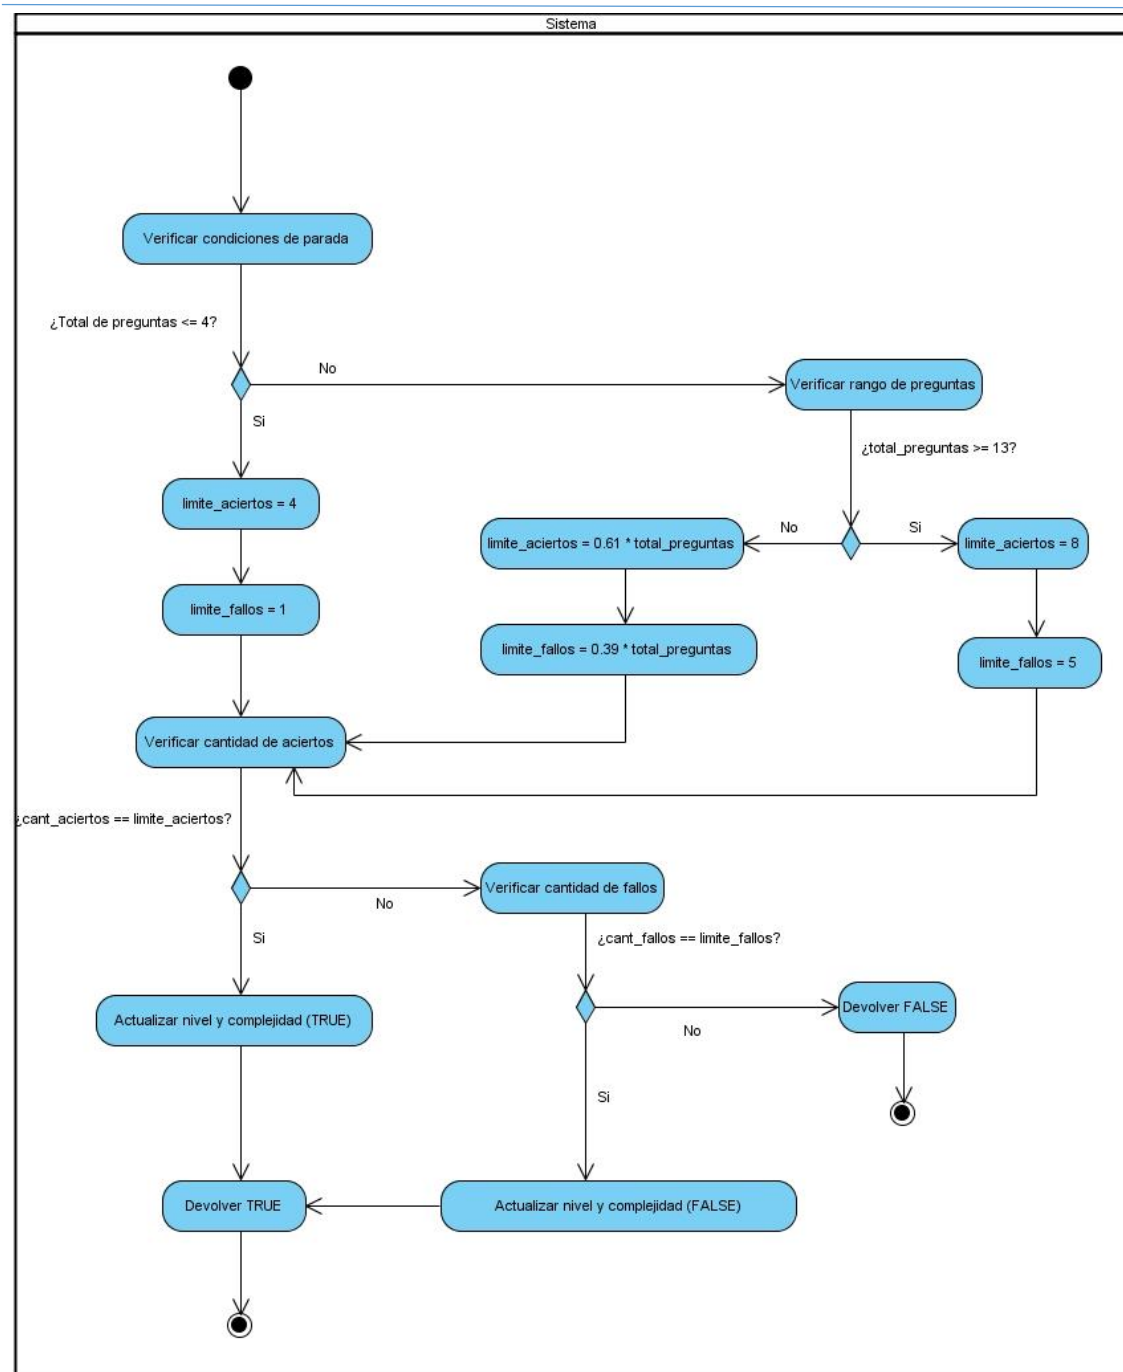 Sistema
Verificar condiciones de parada
¿Total de preguntas <= 4?
No
Verificar rango de preguntas
Si
¿total_preguntas >= 13?
limite_aciertos = 4
limite_aciertos = 0.61 * total_preguntas
No
Si
limite_aciertos = 8
limite_fallos = 1
limite_fallos = 0.39 * total_preguntas
limite_fallos = 5
Verificar cantidad de aciertos
¿cant_aciertos == limite_aciertos?
Verificar cantidad de fallos
No
Si
¿cant_fallos == limite_fallos?
Actualizar nivel y complejidad (TRUE)
Devolver FALSE
No
Si
Devolver TRUE
Actualizar nivel y complejidad (FALSE)